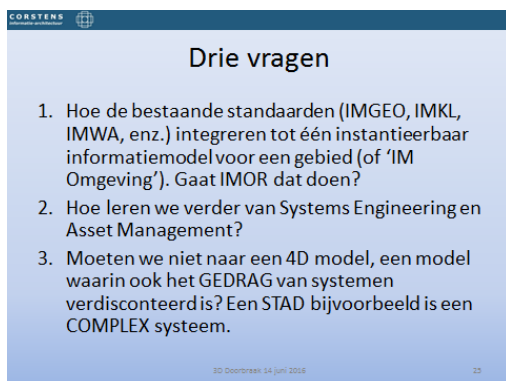 CORSTENS
informatie-architectuur
Drie vragen
1. Hoe de bestaande standaarden (IMGEO, IMKL,
IMWA, enz.) integreren tot één instantieerbaar
informatiemodel voor een gebied (of ‘IM
Omgeving’). Gaat IMOR dat doen?
2. Hoe leren we verder van Systems Engineering en
Asset Management?
3. Moeten we niet naar een 4D model, een model
waarin ook het GEDRAG van systemen
verdisconteerd is? Een STAD bijvoorbeeld is een
COMPLEX systeem.
3D Doorbraak 14 juni 2016
25